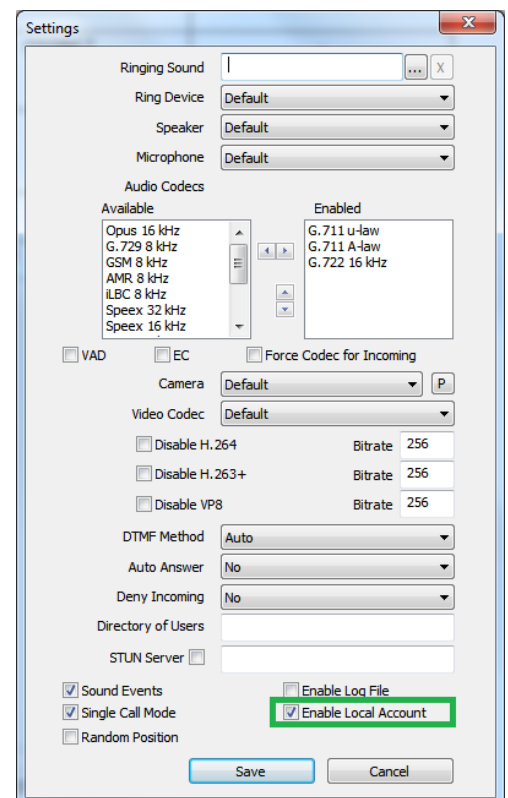 Settings
x
Ringing Sound ... X
Ring Device Default
Speaker Default
Microphone Default
Audio Codecs
Available Enabled
Opus 16 kHz G.711 u-law
G.729 8 kHz G.711 A-law
GSM 8 kHz G.722 16 kHz
AMR 8 kHz
iLBC 8 kHz
Speex 32 kHz
Speex 16 kHz
VAD EC Force Codec for Incoming
Camera Default P
Video Codec Default
Disable H.264 Bitrate 256
Disable H.263+ Bitrate 256
Disable VP8 Bitrate 256
DTMF Method Auto
Auto Answer No
Deny Incoming No
Directory of Users
STUN Server
Sound Events Enable Log File
Single Call Mode Enable Local Account
Random Position
Save Cancel